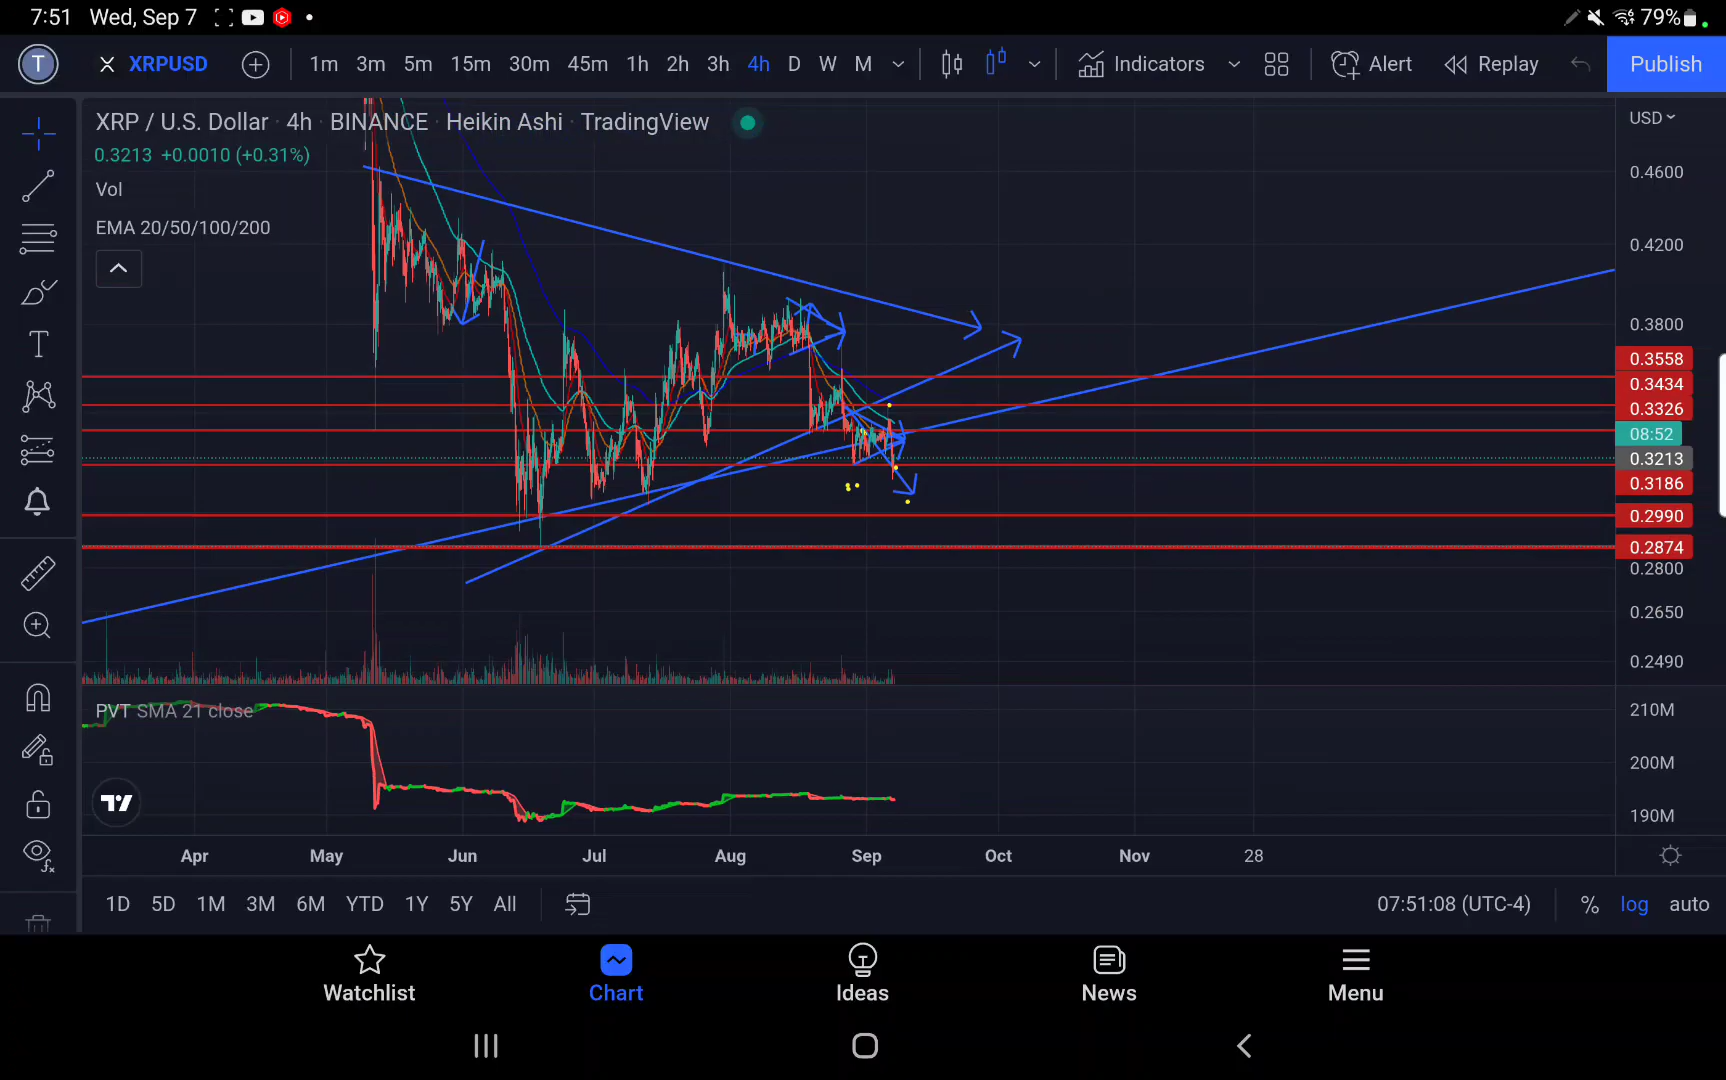 7:51 Wed, Sep 7 79%
T XRPUSD 1m 3m 5m 15m 30m 45m 1h 2h 3h 4h D W M Indicators Alert Replay Publish
XRP / U.S. Dollar · 4h · BINANCE · Heikin Ashi · TradingView
USD
0.3213 +0.0010 (+0.31%)
0.4600
Vol
EMA 20/50/100/200
0.4200
0.3800
0.3558
0.3434
0.3326
08:52
0.3213
0.3186
0.2990
0.2874
0.2800
0.2650
0.2490
PVT SMA 21 close
210M
200M
190M
Apr May Jun Jul Aug Sep Oct Nov 28
1D 5D 1M 3M 6M YTD 1Y 5Y All 07:51:08 (UTC-4) % log auto
Watchlist Chart Ideas News Menu